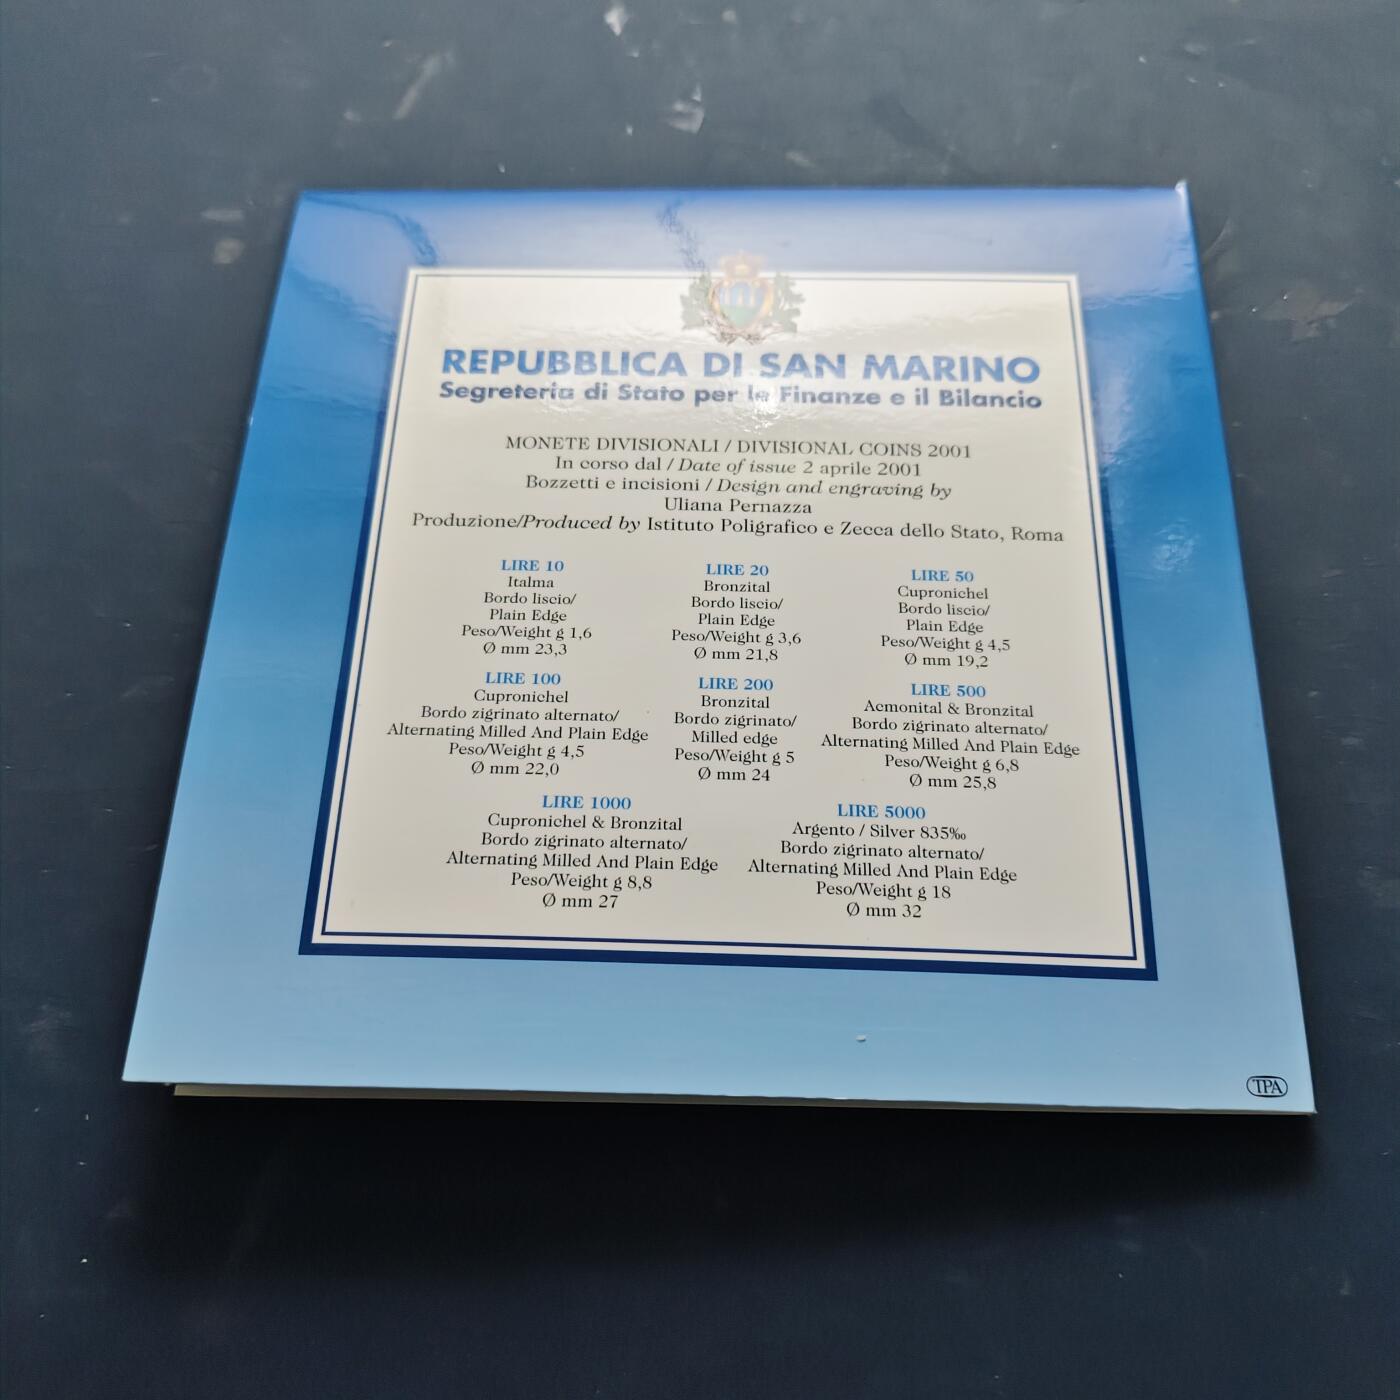 REPUBBLICA DI SAN MARINO
Segreteria di Stato per le Finanze e il Bilancio
MONETE DIVISIONALI / DIVISIONAL COINS 2001
In corso dal / Date of issue 2 aprile 2001
Bozzetti e incisioni / Design and engraving by
Uliana Pernazza
Produzione/Produced by Istituto Poligrafico e Zecca dello Stato, Roma
LIRE 10
Italma
Bordo liscio/
Plain Edge
Peso/Weight g 1,6
Ø mm 23,3
LIRE 20
Bronzital
Bordo liscio/
Plain Edge
Peso/Weight g 3,6
Ø mm 21,8
LIRE 50
Cupronichel
Bordo liscio/
Plain Edge
Peso/Weight g 4,5
Ø mm 19,2
LIRE 100
Cupronichel
Bordo zigrinato alternato/
Alternating Milled And Plain Edge
Peso/Weight g 4,5
Ø mm 22,0
LIRE 200
Bronzital
Bordo zigrinato/
Milled edge
Peso/Weight g 5
Ø mm 24
LIRE 500
Acmonital & Bronzital
Bordo zigrinato alternato/
Alternating Milled And Plain Edge
Peso/Weight g 6,8
Ø mm 25,8
LIRE 1000
Cupronichel & Bronzital
Bordo zigrinato alternato/
Alternating Milled And Plain Edge
Peso/Weight g 8,8
Ø mm 27
LIRE 5000
Argento / Silver 835‰
Bordo zigrinato alternato/
Alternating Milled And Plain Edge
Peso/Weight g 18
Ø mm 32
TPA